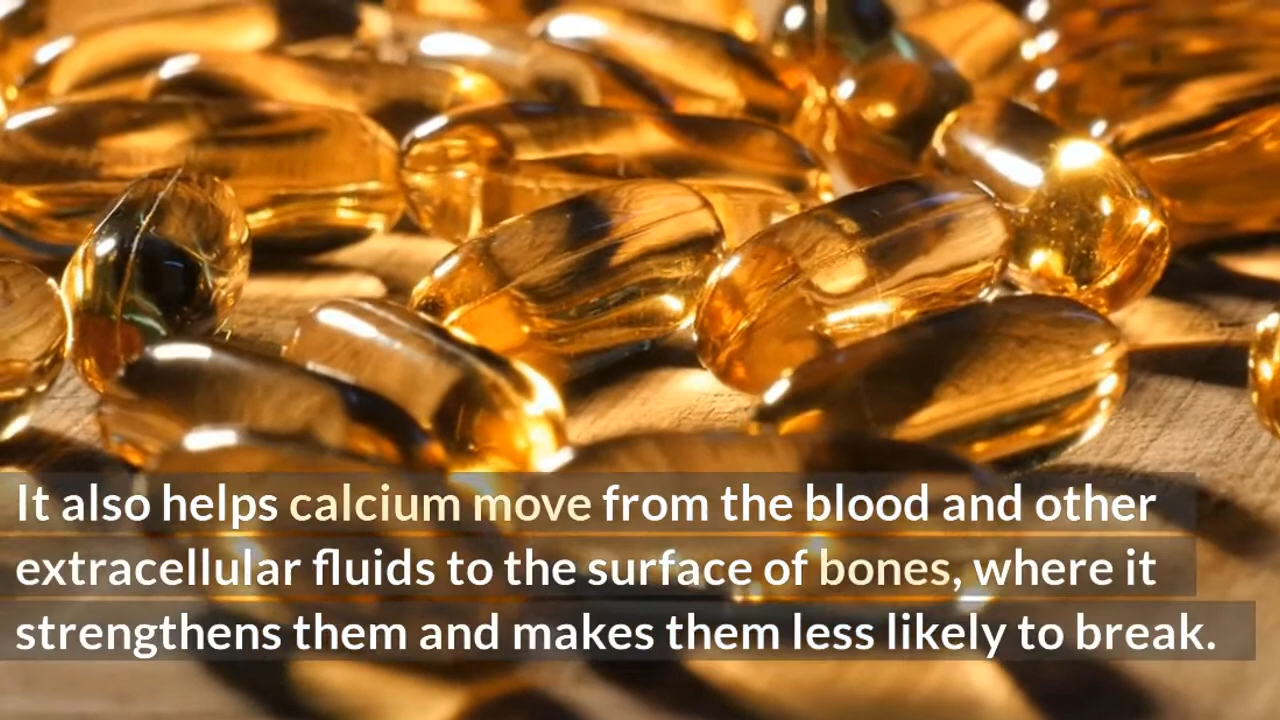 It also helps calcium move from the blood and other
extracellular fluids to the surface of bones, where it
strengthens them and makes them less likely to break.